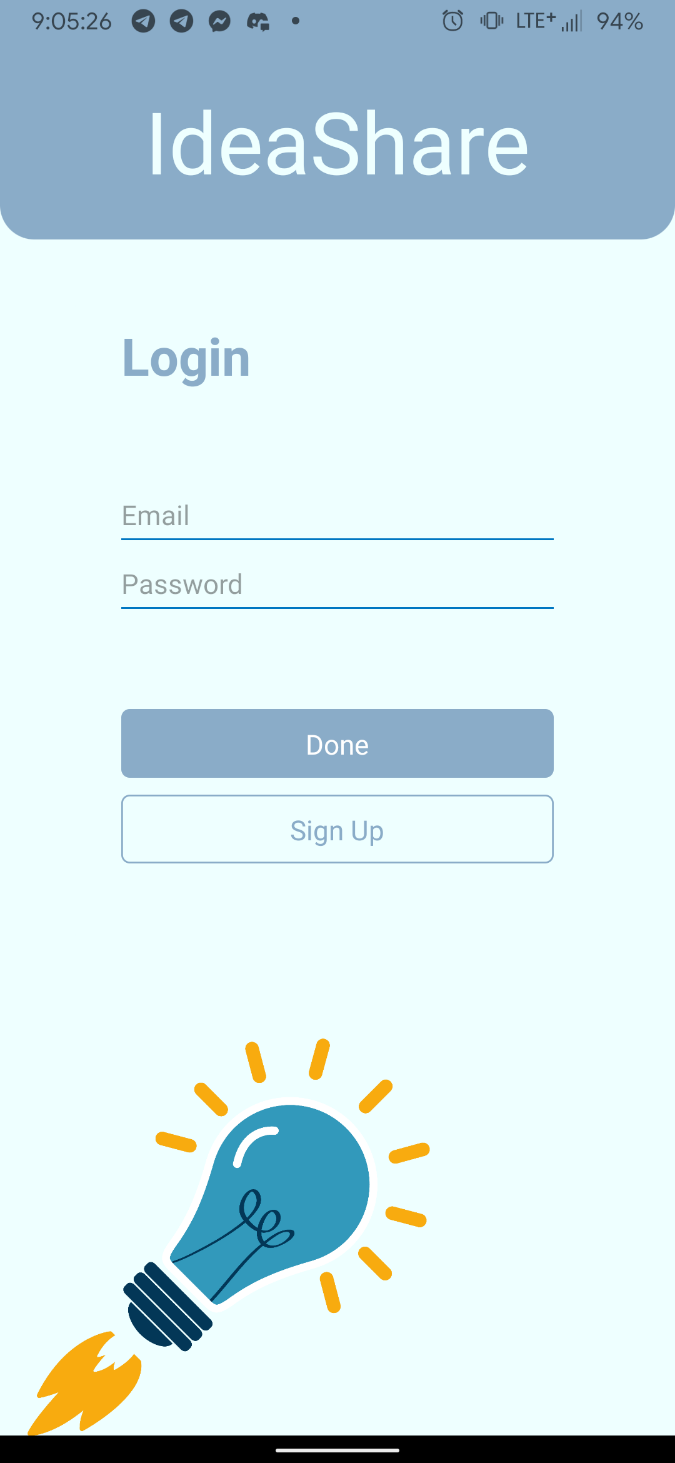 9:05:26 LTE+ 94%
IdeaShare
Login
Email
Password
Done
Sign Up